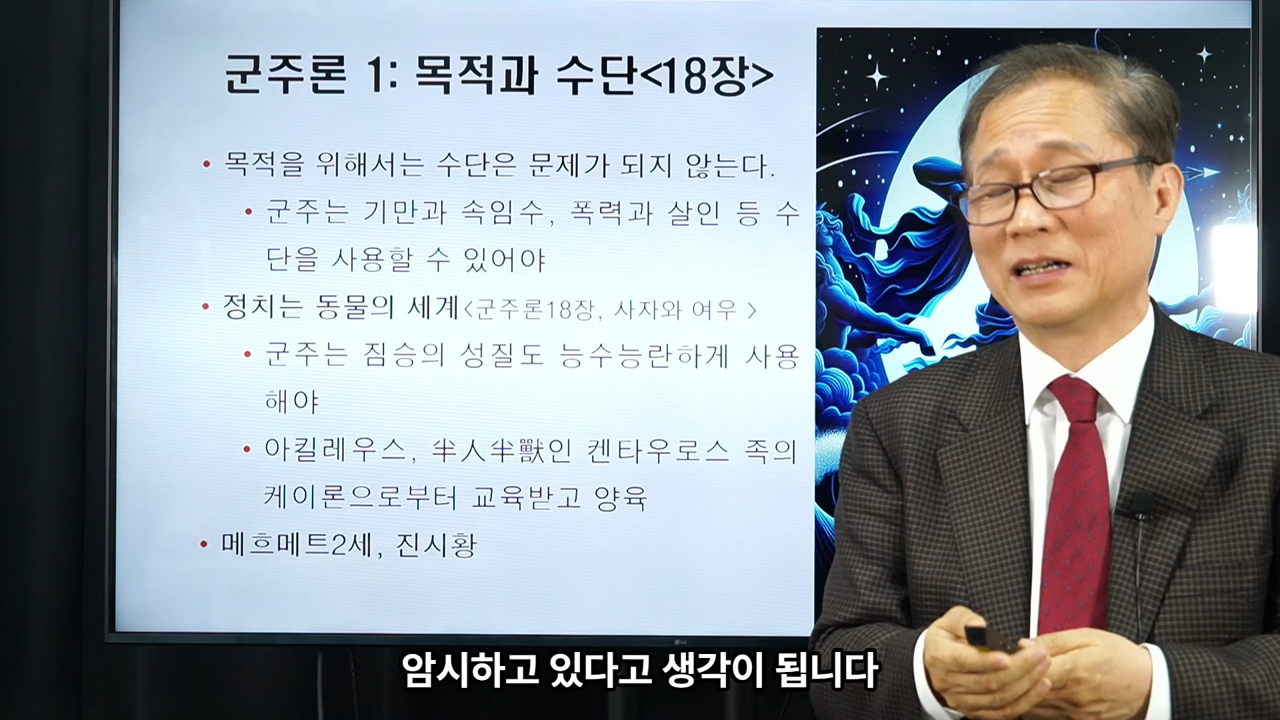 군주론 1: 목적과 수단<18장>
• 목적을 위해서는 수단은 문제가 되지 않는다.
• 군주는 기만과 속임수, 폭력과 살인 등 수
단을 사용할 수 있어야
• 정치는 동물의 세계<군주론18장, 사자와 여우 >
• 군주는 짐승의 성질도 능수능란하게 사용
해야
• 아킬레우스, 半人半獸인 켄타우로스 족의
케이론으로부터 교육받고 양육
• 메흐메트2세, 진시황
LG
암시하고 있다고 생각이 됩니다